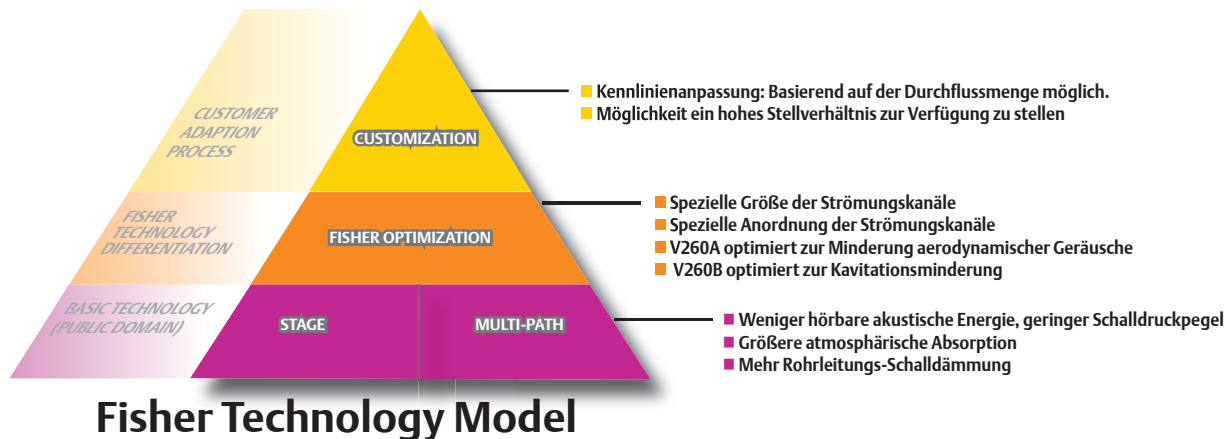 CUSTOMER
ADAPTION
PROCESS
CUSTOMIZATION
Kennlinienanpassung: Basierend auf der Durchflussmenge möglich.
Möglichkeit ein hohes Stellverhältnis zur Verfügung zu stellen
FISHER
TECHNOLOGY
DIFFERENTIATION
FISHER OPTIMIZATION
Spezielle Größe der Strömungskanäle
Spezielle Anordnung der Strömungskanäle
V260A optimiert zur Minderung aerodynamischer Geräusche
V260B optimiert zur Kavitationsminderung
BASIC TECHNOLOGY
(PUBLIC DOMAIN)
STAGE
MULTI-PATH
Weniger hörbare akustische Energie, geringer Schalldruckpegel
Größere atmosphärische Absorption
Mehr Rohrleitungs-Schalldämmung
Fisher Technology Model